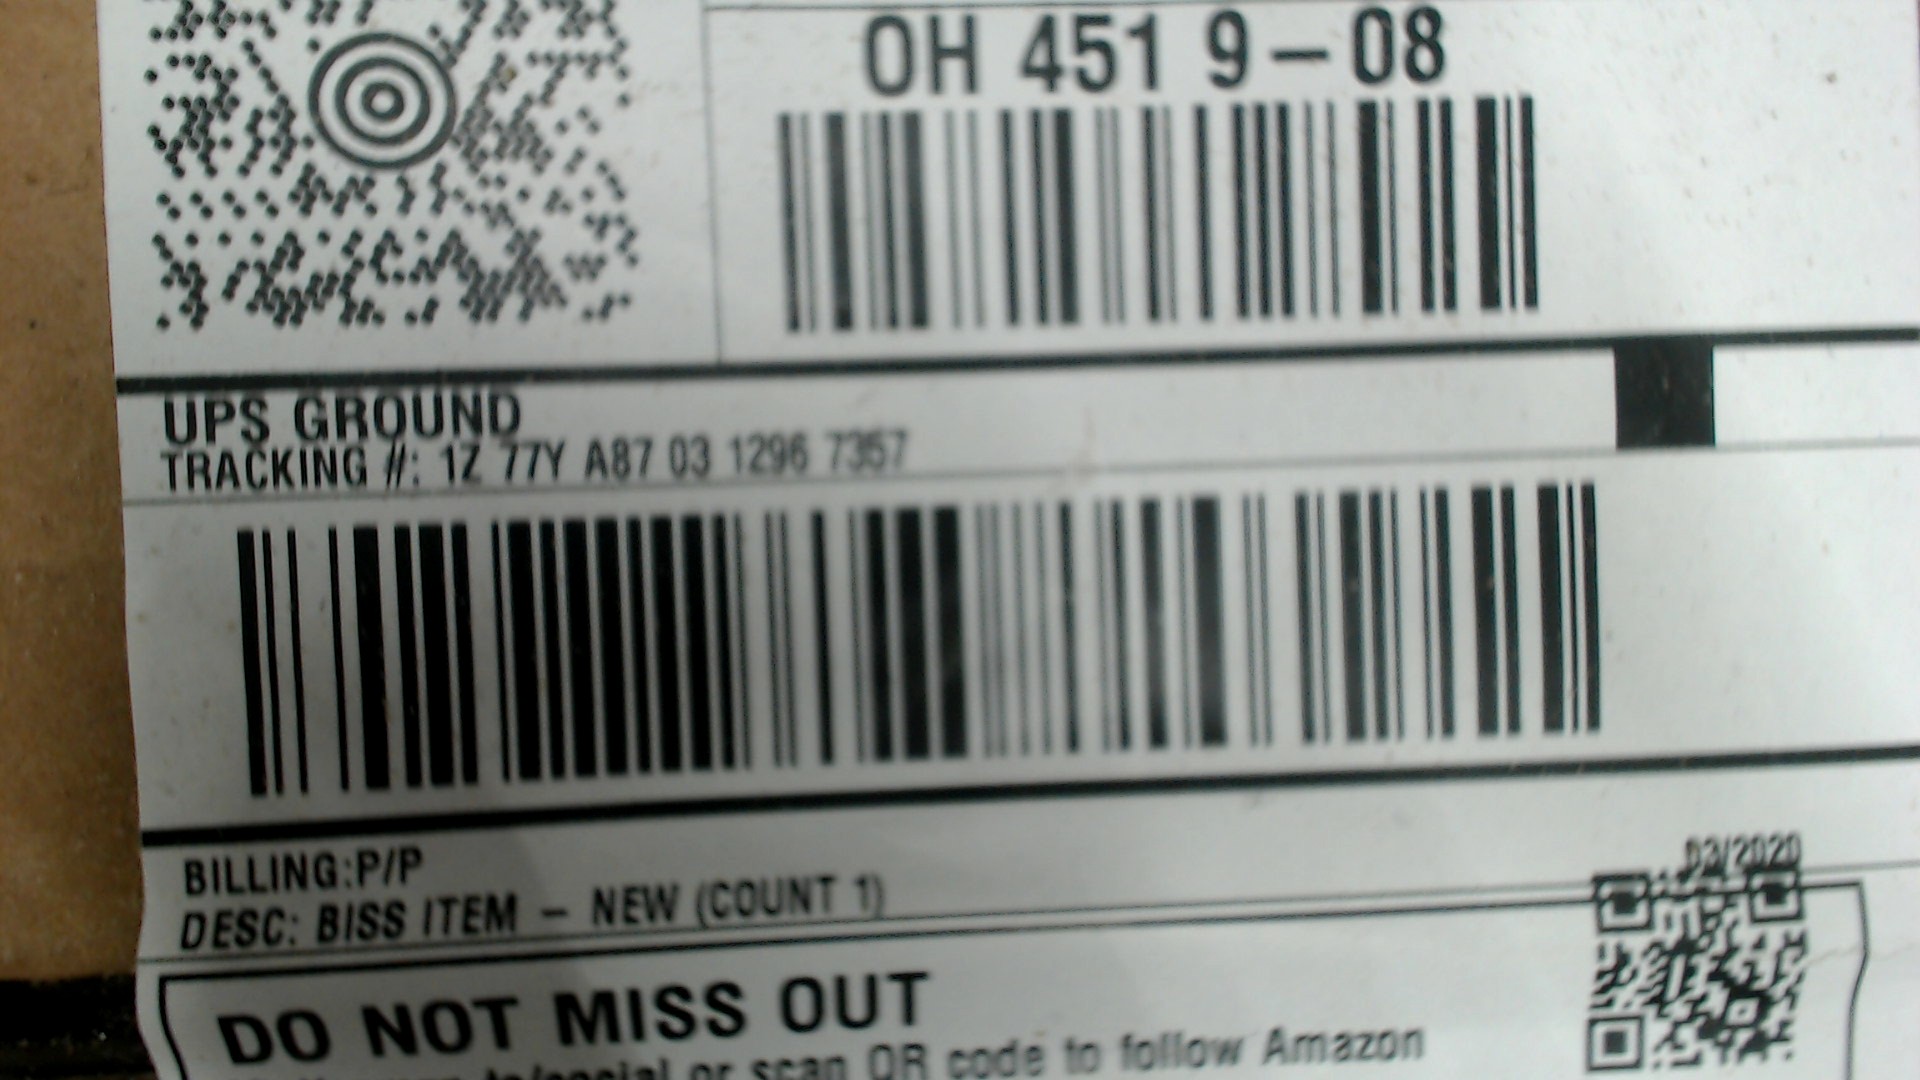 OH 451 9-08
UPS GROUND
TRACKING #: 1Z 77Y A87 03 1296 7357
BILLING:P/P
DESC: BISS ITEM - NEW (COUNT 1)
03/2020
DO NOT MISS OUT
or scan QR code to follow Amazon